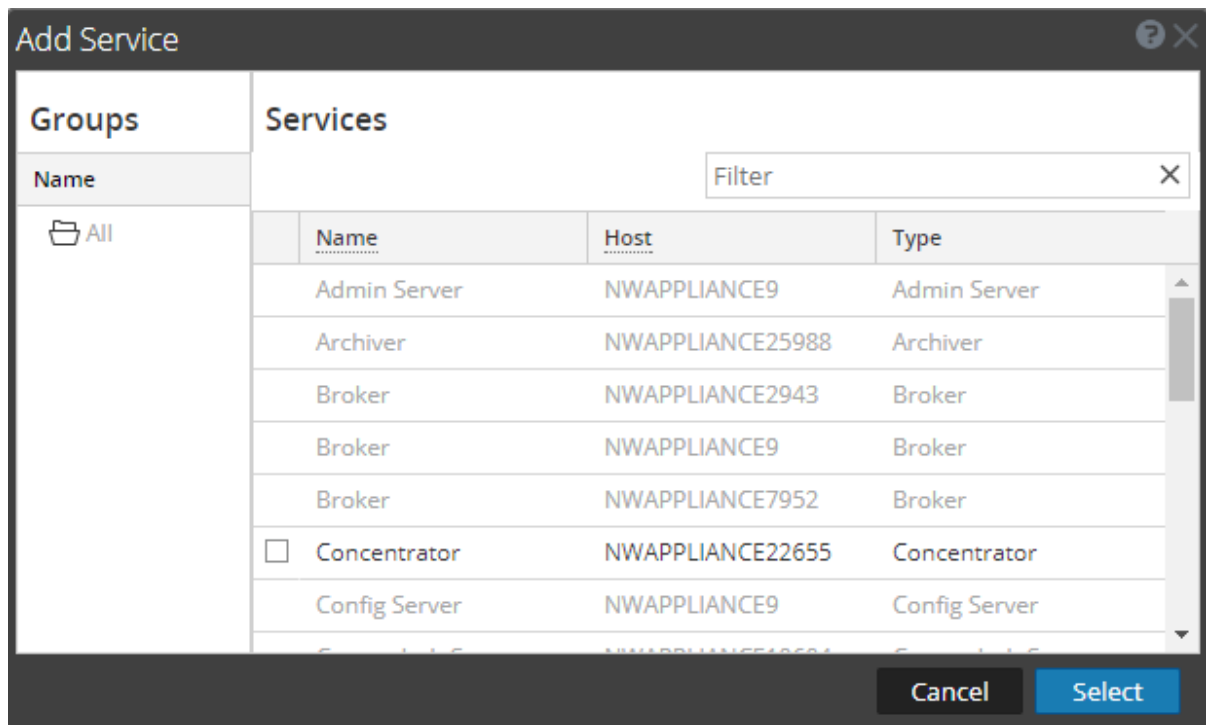 Add Service
Groups
Services
Name
Filter
All
Name Host Type
Admin Server NWAPPLIANCE9 Admin Server
Archiver NWAPPLIANCE25988 Archiver
Broker NWAPPLIANCE2943 Broker
Broker NWAPPLIANCE9 Broker
Broker NWAPPLIANCE7952 Broker
Concentrator NWAPPLIANCE22655 Concentrator
Config Server NWAPPLIANCE9 Config Server
Cancel Select